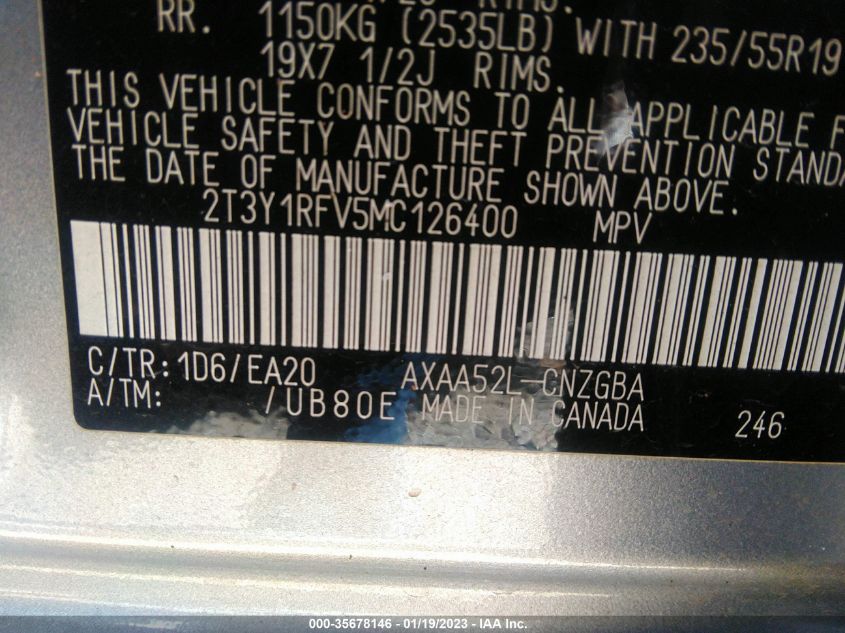 RR. 1150KG (2535LB) WITH 235/55R19
19X7 1/2J RIMS.
THIS VEHICLE CONFORMS TO ALL APPLICABLE
VEHICLE SAFETY AND THEFT PREVENTION STANDA
THE DATE OF MANUFACTURE SHOWN ABOVE.
2T3Y1RFV5MC126400 MPV
C/TR: 1D6/EA20 AXAA52L-CNZGBA
A/TM: /UB80E MADE IN CANADA 246
000-35678146 - 01/19/2023 - IAA Inc.